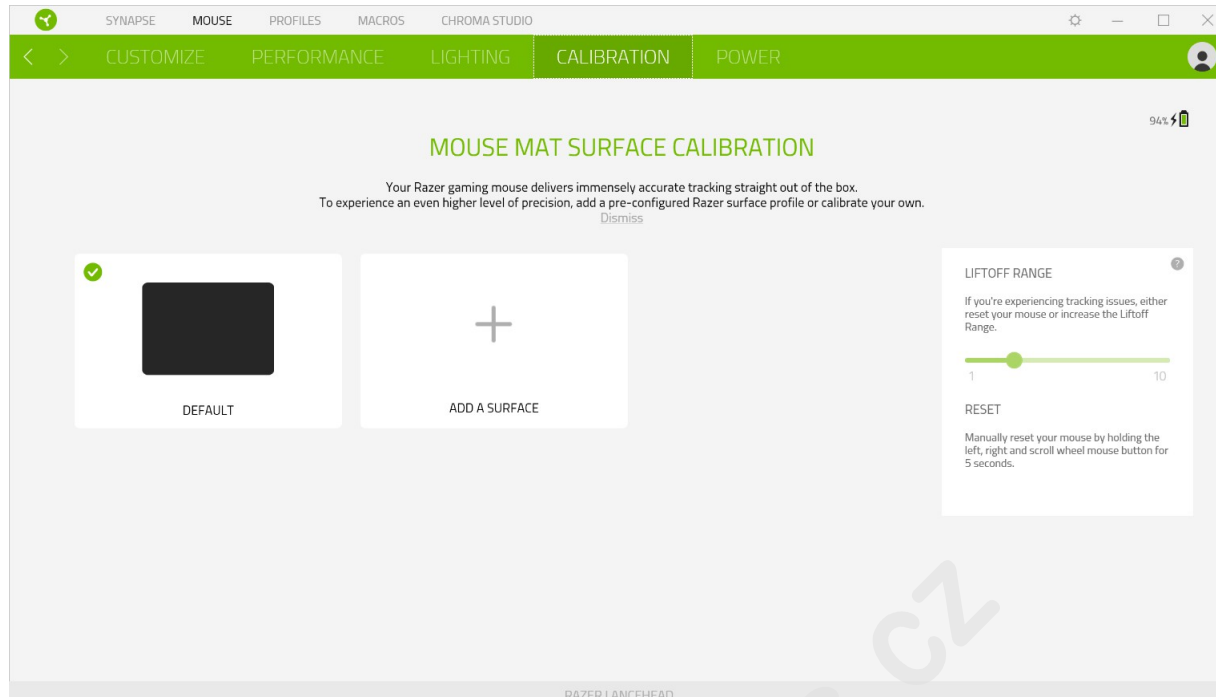 SYNAPSE MOUSE PROFILES MACROS CHROMA STUDIO
CUSTOMIZE PERFORMANCE LIGHTING CALIBRATION POWER
94%
MOUSE MAT SURFACE CALIBRATION
Your Razer gaming mouse delivers immensely accurate tracking straight out of the box.
To experience an even higher level of precision, add a pre-configured Razer surface profile or calibrate your own.
Dismiss
DEFAULT
ADD A SURFACE
LIFTOFF RANGE
?
If you're experiencing tracking issues, either
reset your mouse or increase the Liftoff
Range.
1 10
RESET
Manually reset your mouse by holding the
left, right and scroll wheel mouse button for
5 seconds.
cz
RAZER LANCEHEAD